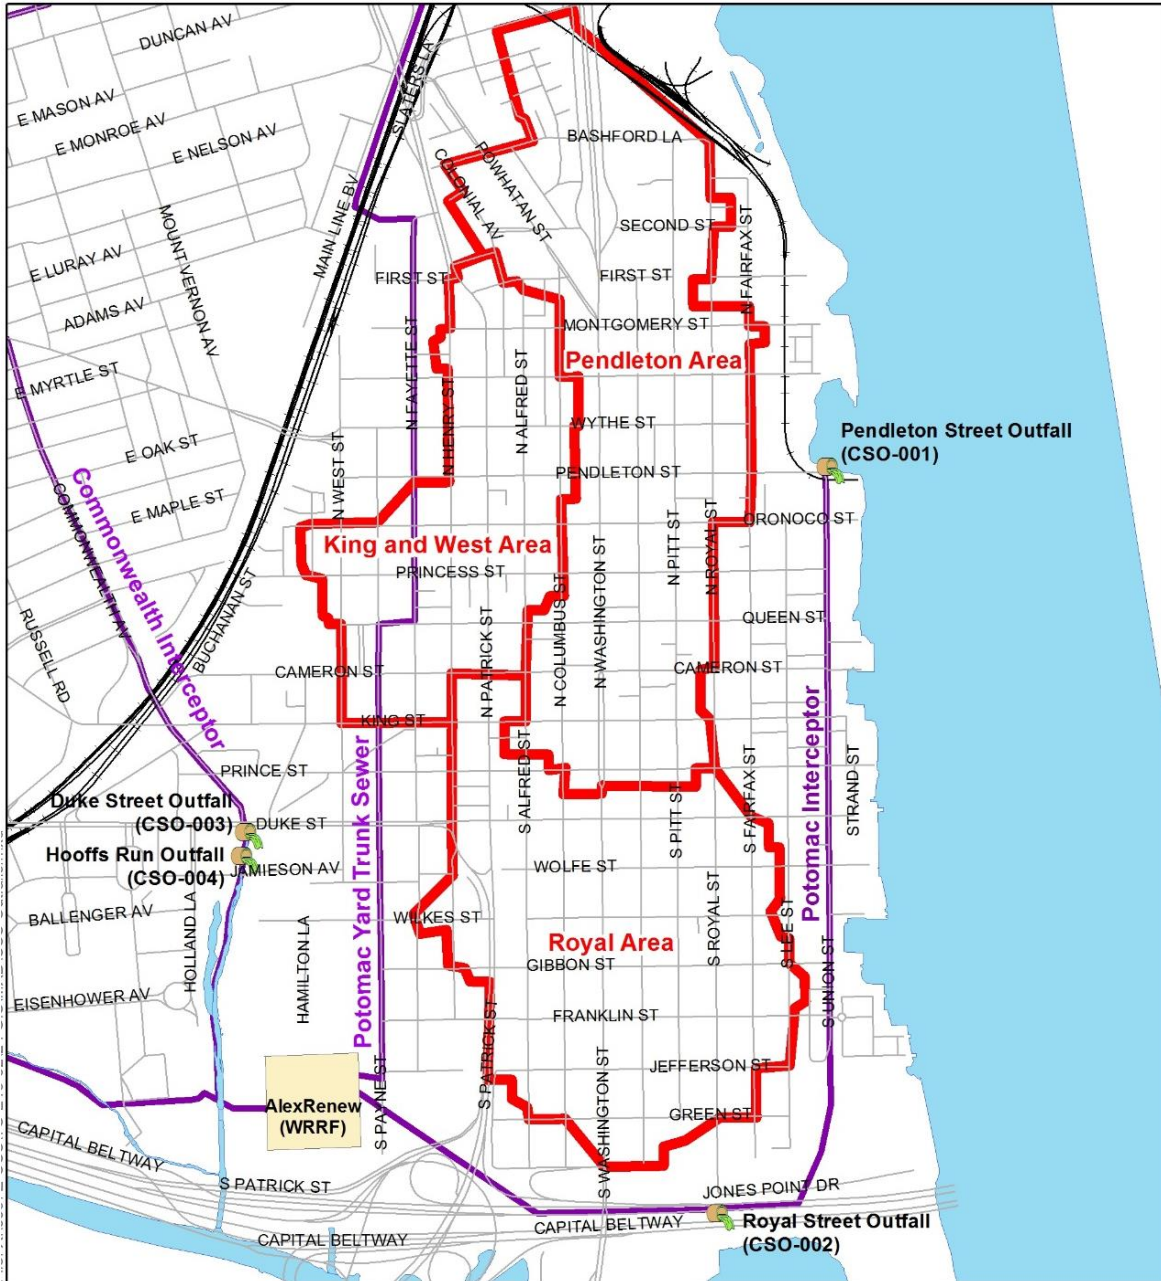 DUNCAN AV
SLATERS LA
E MASON AV
E MONROE AV
E NELSON AV
BASHFORD LA
COLONIAL AV
POWHATAN ST
MOUNT VERNON AV
MAIN LINE BV
SECOND ST
N FAIRFAX ST
E LURAY AV
FIRST ST
FIRST ST
ADAMS AV
MONTGOMERY ST
N FAYETTE ST
Pendleton Area
E MYRTLE ST
N HENRY ST
N ALFRED ST
WYTHE ST
Pendleton Street Outfall
(CSO-001)
E OAK ST
N WEST ST
PENDLETON ST
E MAPLE ST
COMMONWEALTH AV
Commonwealth Interceptor
ORONOCO ST
King and West Area
N PITT ST
N ROYAL ST
PRINCESS ST
BUCHANAN ST
N COLUMBUS ST
N WASHINGTON ST
QUEEN ST
RUSSELL RD
N PATRICK ST
CAMERON ST
CAMERON ST
KING ST
Potomac Interceptor
PRINCE ST
Potomac Yard Trunk Sewer
S ALFRED ST
S PITT ST
S FAIRFAX ST
STRAND ST
Duke Street Outfall
(CSO-003)
DUKE ST
Hooffs Run Outfall
(CSO-004)
JAMIESON AV
WOLFE ST
BALLENGER AV
HOLLAND LA
HAMILTON LA
WILKES ST
Royal Area
S ROYAL ST
S LEE ST
GIBBON ST
S UNION ST
EISENHOWER AV
FRANKLIN ST
S PATRICK ST
JEFFERSON ST
S PAYNE ST
S WASHINGTON ST
AlexRenew
(WRRF)
GREEN ST
CAPITAL BELTWAY
S PATRICK ST
JONES POINT DR
CAPITAL BELTWAY
CAPITAL BELTWAY
Royal Street Outfall
(CSO-002)